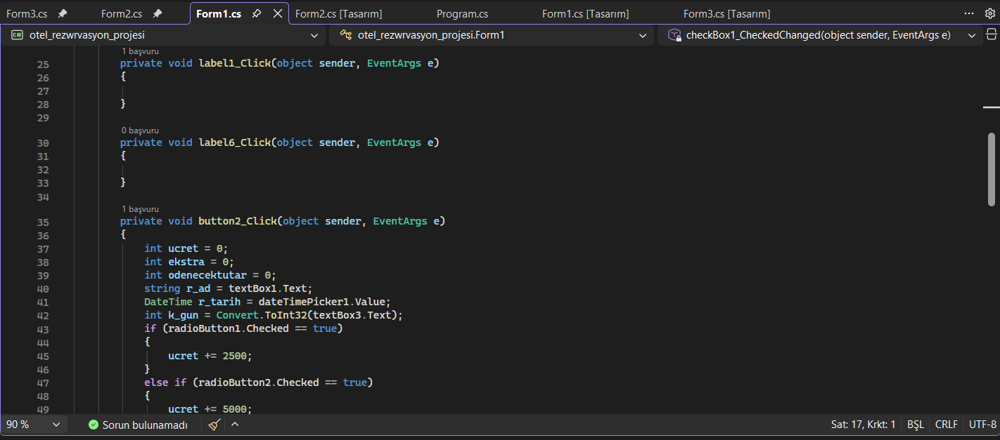 Form3.cs Form2.cs Form1.cs Form2.cs [Tasarım] Program.cs Form1.cs [Tasarım] Form3.cs [Tasarım]
C# otel_rezwrvasyon_projesi otel_rezwrvasyon_projesi.Form1 checkBox1_CheckedChanged(object sender, EventArgs e)
1 başvuru
25 private void label1_Click(object sender, EventArgs e)
26 {
27
28 }
29
0 başvuru
30 private void label6_Click(object sender, EventArgs e)
31 {
32
33 }
34
1 başvuru
35 private void button2_Click(object sender, EventArgs e)
36 {
37 int ucret = 0;
38 int ekstra = 0;
39 int odenecektutar = 0;
40 string r_ad = textBox1.Text;
41 DateTime r_tarih = dateTimePicker1.Value;
42 int k_gun = Convert.ToInt32(textBox3.Text);
43 if (radioButton1.Checked == true)
44 {
45 ucret += 2500;
46 }
47 else if (radioButton2.Checked == true)
48 {
49 ucret += 5000;
90 % Sorun bulunamadı Sat: 17, Krkt: 1 BŞL CRLF UTF-8